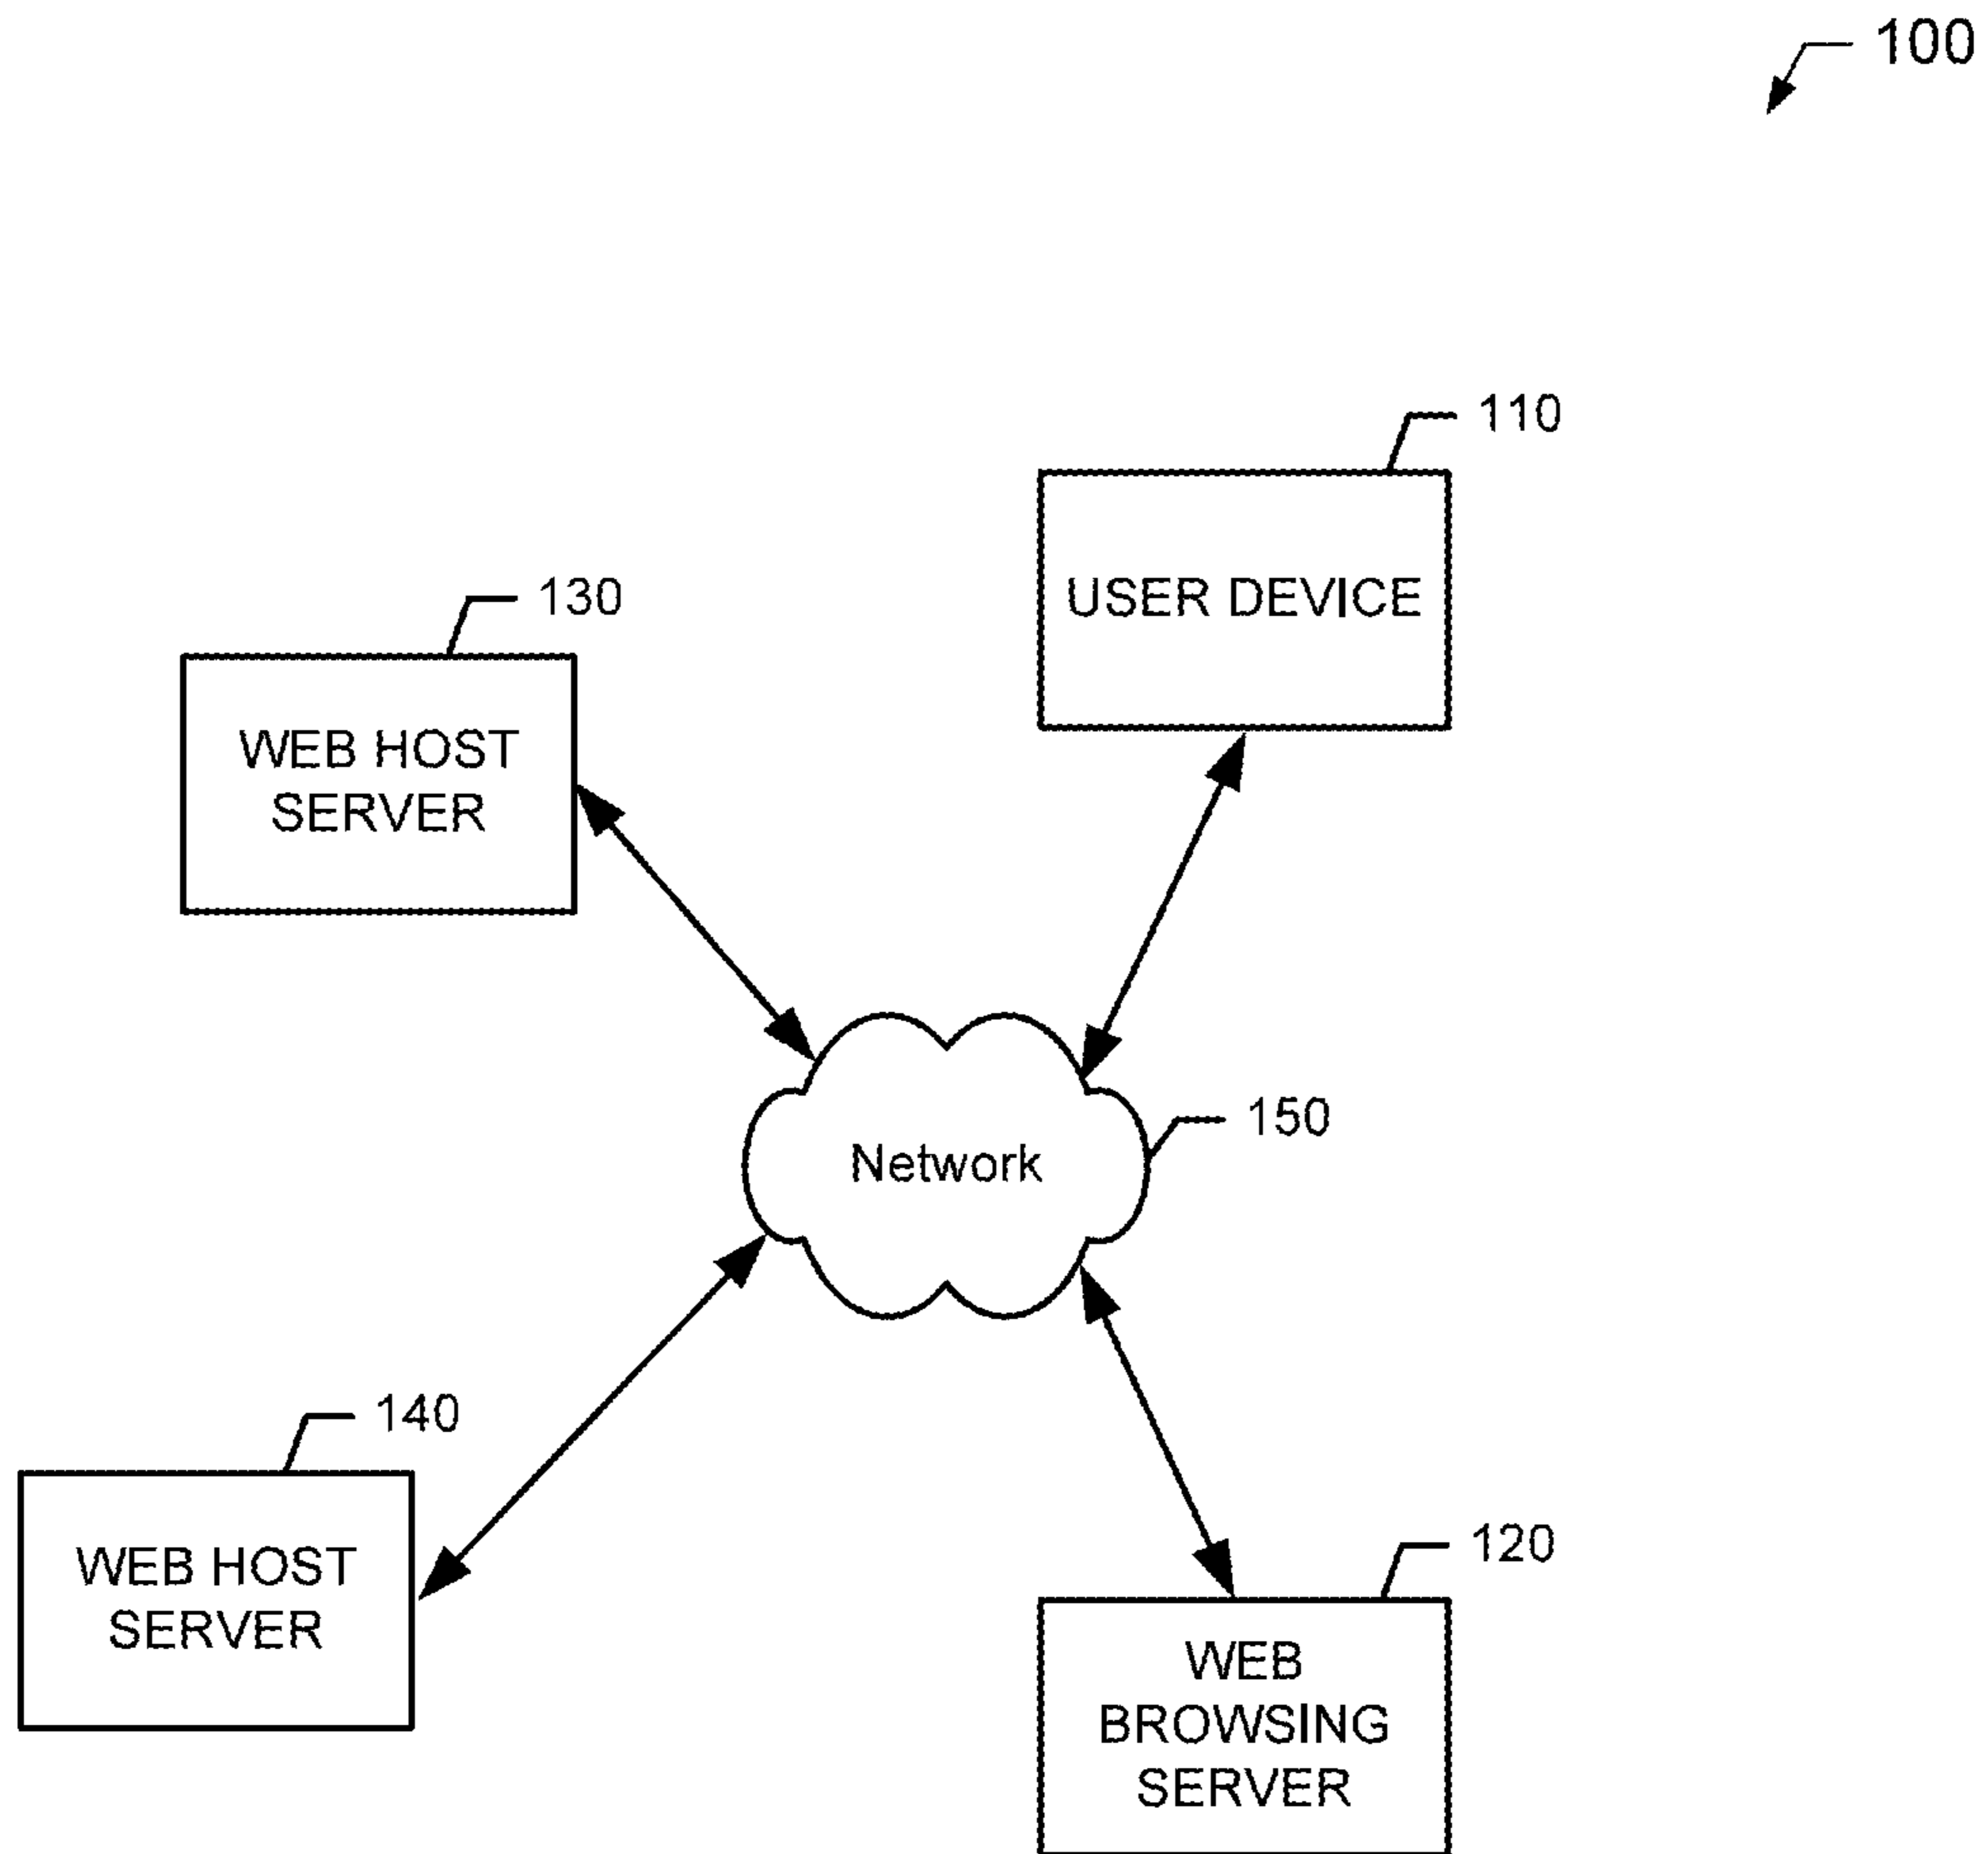 100
110
USER DEVICE
130
WEB HOST
SERVER
150
Network
140
WEB HOST
SERVER
120
WEB
BROWSING
SERVER